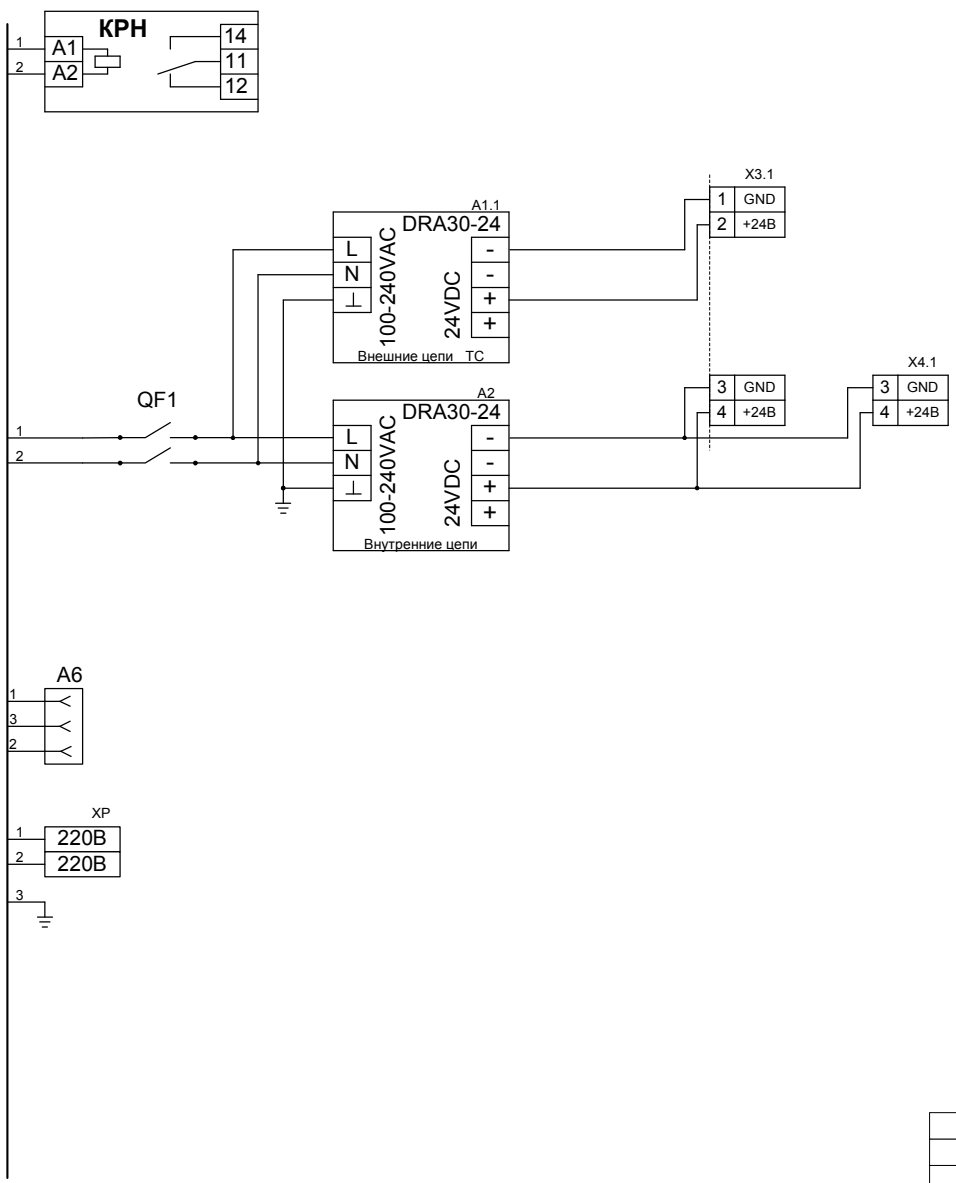 КРН
1 A1 14
11
2 A2
12
X3.1
1 GND
A1.1
DRA30-24
2 +24В
L -
N -
⊥ +
+
100-240VAC
24VDC
Внешние цепи ТС
X4.1
3 GND 3 GND
A2
QF1
DRA30-24
4 +24В 4 +24В
1
L -
2
N -
⊥ +
+
100-240VAC
24VDC
Внутренние цепи
A6
1
3
2
XP
1 220В
2 220В
3